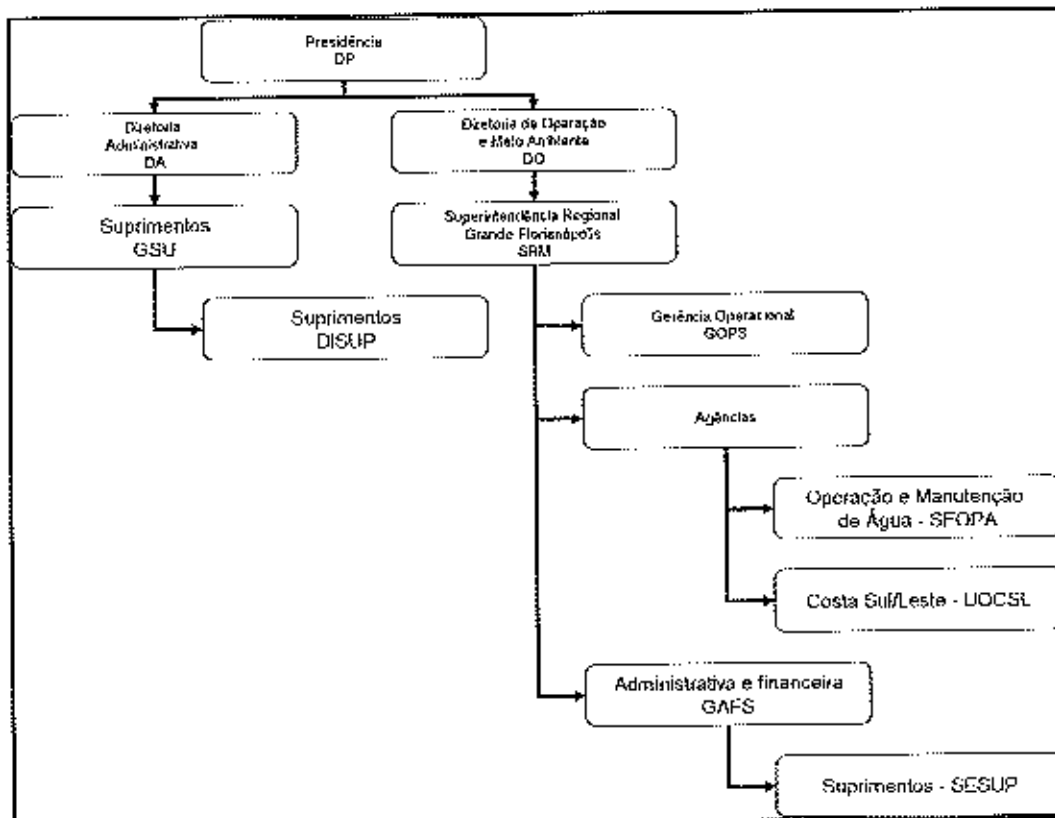 Presidência
DP
Diretoria
Administrativa
DA
Diretoria de Operação
e Meio Ambiente
DO
Suprimentos
GSU
Superintendência Regional
Grande Florianópolis
SRM
Suprimentos
DISUP
Gerência Operacional
GOPS
Agências
Operação e Manutenção
de Água - SEOPA
Costa Sul/Leste - UOCSL
Administrativa e financeira
GAFS
Suprimentos - SESUP